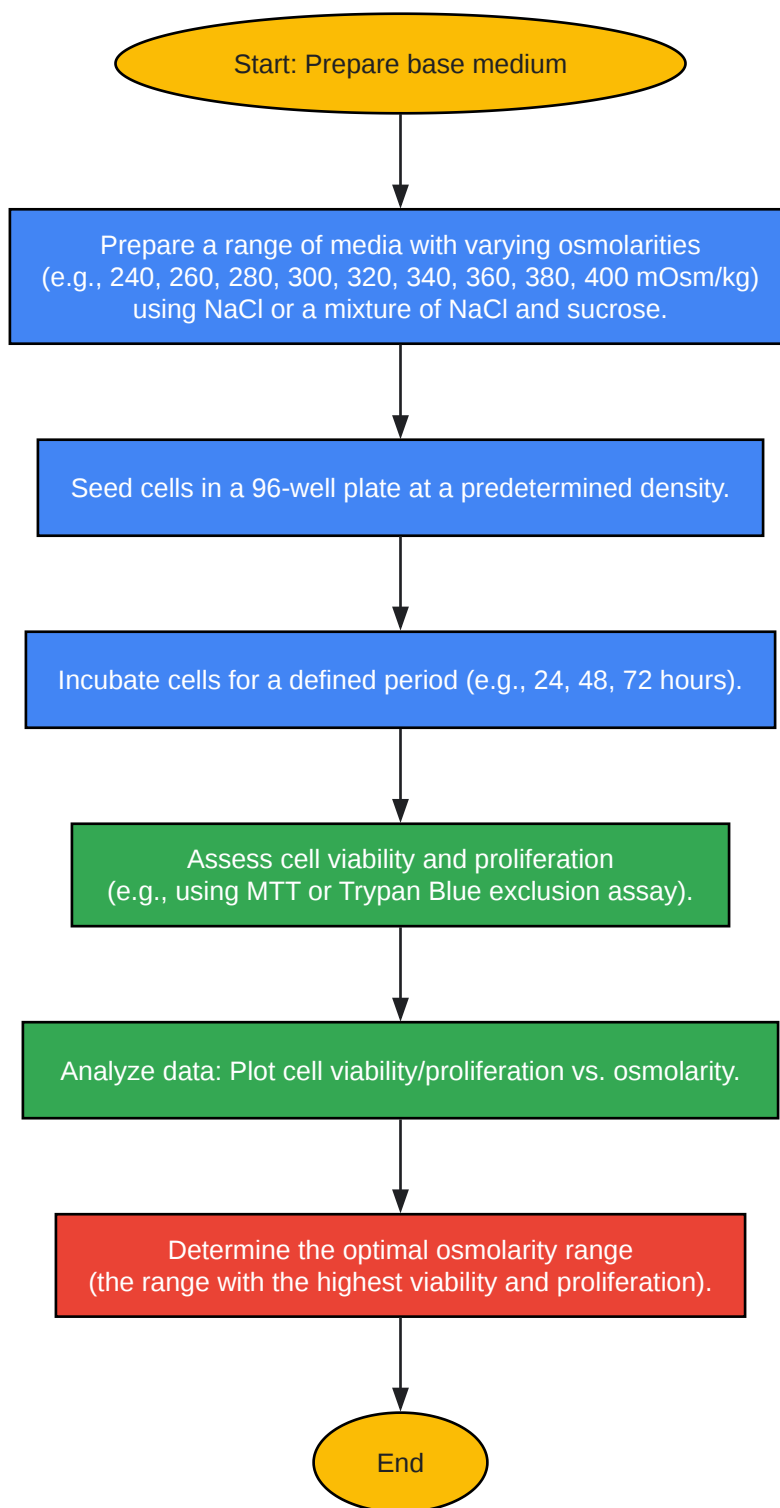 Start: Prepare base medium
Prepare a range of media with varying osmolarities
(e.g., 240, 260, 280, 300, 320, 340, 360, 380, 400 mOsm/kg)
using NaCl or a mixture of NaCl and sucrose.
Seed cells in a 96-well plate at a predetermined density.
Incubate cells for a defined period (e.g., 24, 48, 72 hours).
Assess cell viability and proliferation
(e.g., using MTT or Trypan Blue exclusion assay).
Analyze data: Plot cell viability/proliferation vs. osmolarity.
Determine the optimal osmolarity range
(the range with the highest viability and proliferation).
End